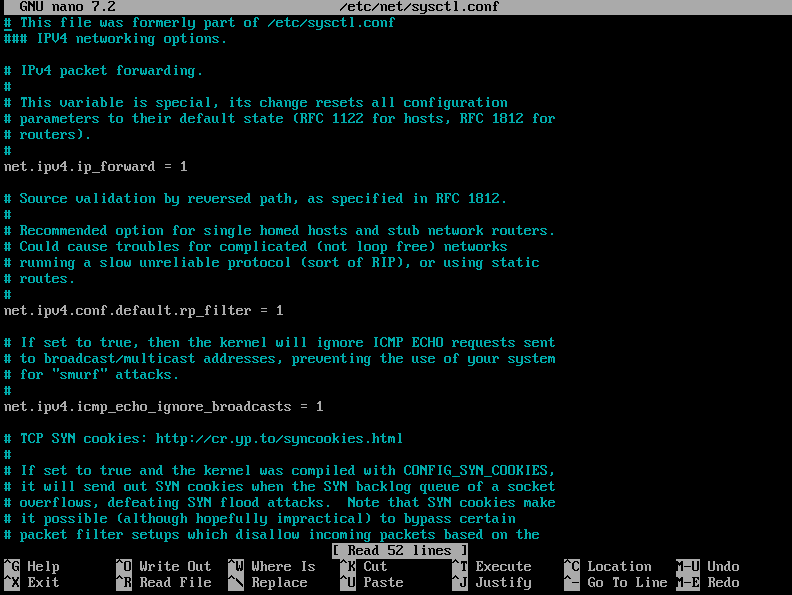 GNU nano 7.2 /etc/net/sysctl.conf
# This file was formerly part of /etc/sysctl.conf
### IPV4 networking options.
# IPv4 packet forwarding.
#
# This variable is special, its change resets all configuration
# parameters to their default state (RFC 1122 for hosts, RFC 1812 for
# routers).
#
net.ipv4.ip_forward = 1
# Source validation by reversed path, as specified in RFC 1812.
#
# Recommended option for single homed hosts and stub network routers.
# Could cause troubles for complicated (not loop free) networks
# running a slow unreliable protocol (sort of RIP), or using static
# routes.
#
net.ipv4.conf.default.rp_filter = 1
# If set to true, then the kernel will ignore ICMP ECHO requests sent
# to broadcast/multicast addresses, preventing the use of your system
# for "smurf" attacks.
#
net.ipv4.icmp_echo_ignore_broadcasts = 1
# TCP SYN cookies: http://cr.yp.to/syncookies.html
#
# If set to true and the kernel was compiled with CONFIG_SYN_COOKIES,
# it will send out SYN cookies when the SYN backlog queue of a socket
# overflows, defeating SYN flood attacks.  Note that SYN cookies make
# it possible (although hopefully impractical) to bypass certain
# packet filter setups which disallow incoming packets based on the
[ Read 52 lines ]
^G Help ^O Write Out ^W Where Is ^K Cut ^T Execute ^C Location M-U Undo
^X Exit ^R Read File ^\ Replace ^U Paste ^J Justify ^- Go To Line M-E Redo